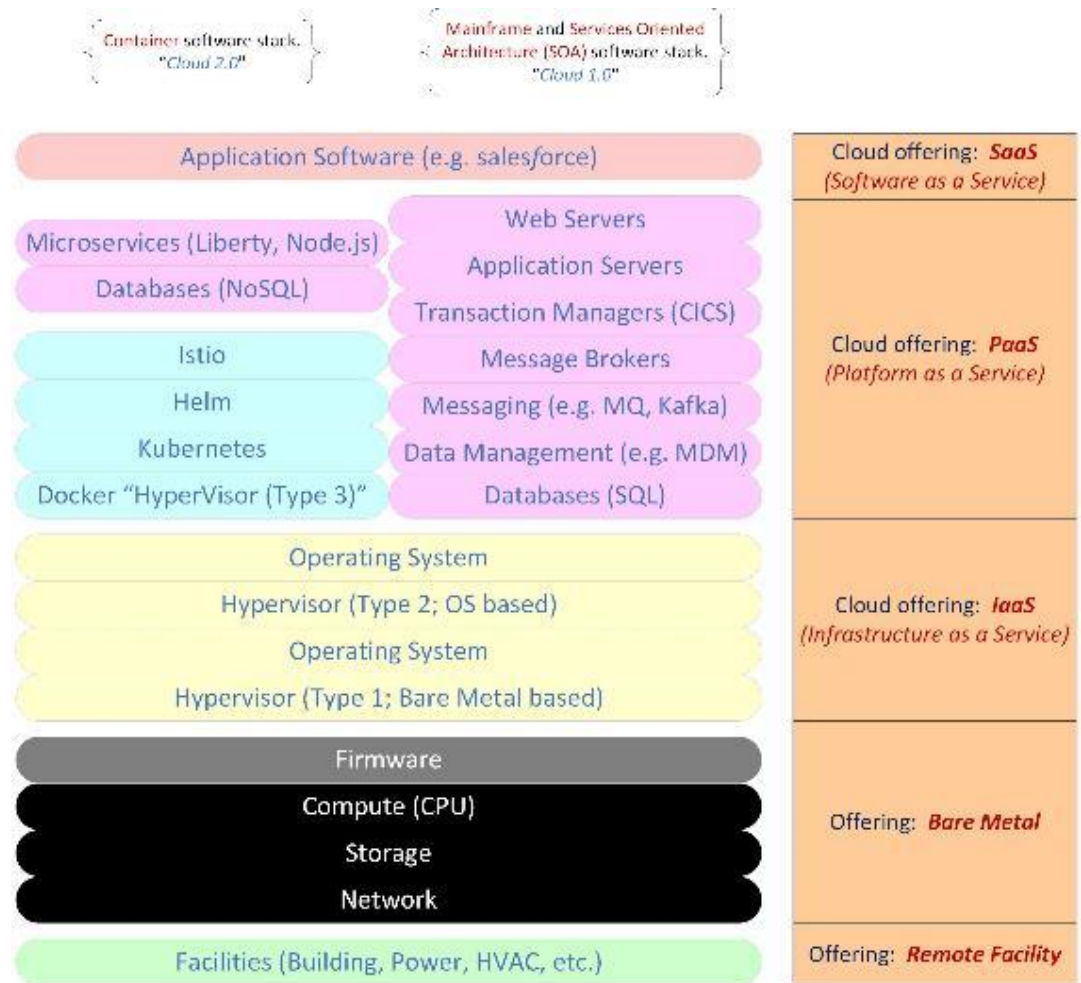 Container software stack.
"Cloud 2.0"
Mainframe and Services Oriented
Architecture (SOA) software stack.
"Cloud 1.0"
Application Software (e.g. salesforce)
Cloud offering: SaaS
(Software as a Service)
Microservices (Liberty, Node.js)
Databases (NoSQL)
Istio
Helm
Kubernetes
Docker “HyperVisor (Type 3)”
Web Servers
Application Servers
Transaction Managers (CICS)
Message Brokers
Messaging (e.g. MQ, Kafka)
Data Management (e.g. MDM)
Databases (SQL)
Cloud offering: PaaS
(Platform as a Service)
Operating System
Hypervisor (Type 2; OS based)
Operating System
Hypervisor (Type 1; Bare Metal based)
Cloud offering: IaaS
(Infrastructure as a Service)
Firmware
Compute (CPU)
Storage
Network
Offering: Bare Metal
Facilities (Building, Power, HVAC, etc.)
Offering: Remote Facility